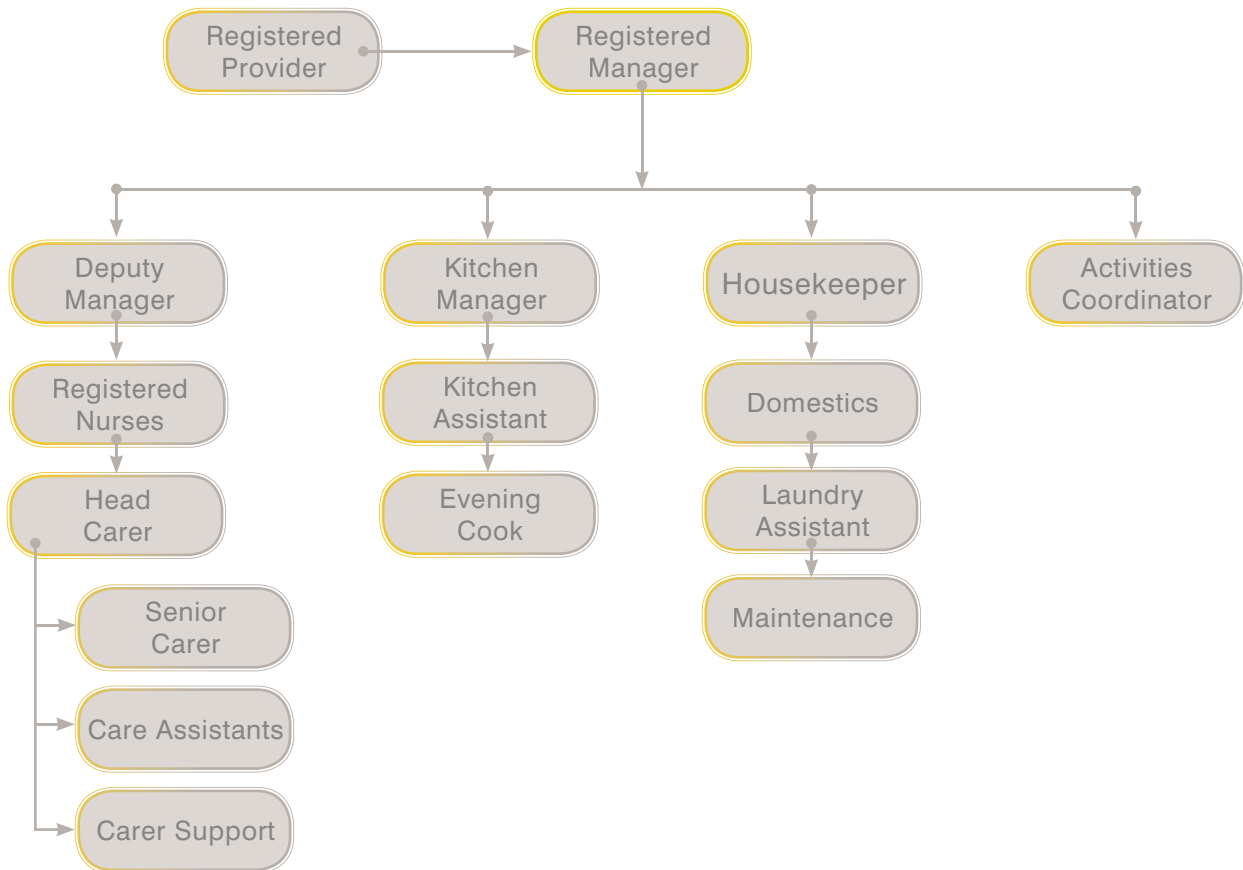 Registered
Provider
Registered
Manager
Deputy
Manager
Kitchen
Manager
Housekeeper
Activities
Coordinator
Registered
Nurses
Kitchen
Assistant
Domestics
Head
Carer
Evening
Cook
Laundry
Assistant
Senior
Carer
Maintenance
Care Assistants
Carer Support